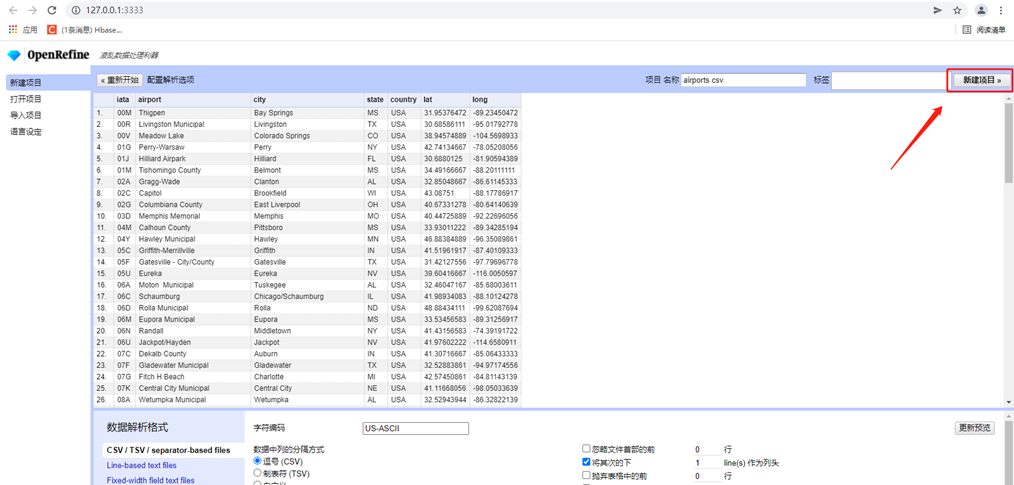 127.0.0.1:3333
应用 (1条消息) Hbase... 阅读清单
OpenRefine 凌乱数据处理利器
新建项目
打开项目
导入项目
语言设定
« 重新开始 配置解析选项 项目 名称 airports csv 标签 新建项目 »
iata airport city state country lat long
1. 00M Thigpen Bay Springs MS USA 31.95376472 -89.23450472
2. 00R Livingston Municipal Livingston TX USA 30.68586111 -95.01792778
3. 00V Meadow Lake Colorado Springs CO USA 38.94574889 -104.5698933
4. 01G Perry-Warsaw Perry NY USA 42.74134667 -78.05208056
5. 01J Hilliard Airpark Hilliard FL USA 30.6880125 -81.90594389
6. 01M Tishomingo County Belmont MS USA 34.49166667 -88.20111111
7. 02A Gragg-Wade Clanton AL USA 32.85048667 -86.61145333
8. 02C Capitol Brookfield WI USA 43.08751 -88.17786917
9. 02G Columbiana County East Liverpool OH USA 40.67331278 -80.64140639
10. 03D Memphis Memorial Memphis MO USA 40.44725889 -92.22696056
11. 04M Calhoun County Pittsboro MS USA 33.93011222 -89.34285194
12. 04Y Hawley Municipal Hawley MN USA 46.88384889 -96.35089861
13. 05C Griffith-Merrillville Griffith IN USA 41.51961917 -87.40109333
14. 05F Gatesville - City/County Gatesville TX USA 31.42127556 -97.79696778
15. 05U Eureka Eureka NV USA 39.60416667 -116.0050597
16. 06A Moton  Municipal Tuskegee AL USA 32.46047167 -85.68003611
17. 06C Schaumburg Chicago/Schaumburg IL USA 41.98934083 -88.10124278
18. 06D Rolla Municipal Rolla ND USA 48.88434111 -99.62087694
19. 06M Eupora Municipal Eupora MS USA 33.53456583 -89.31256917
20. 06N Randall Middletown NY USA 41.43156583 -74.39191722
21. 06U Jackpot/Hayden Jackpot NV USA 41.97602222 -114.6580911
22. 07C Dekalb County Auburn IN USA 41.30716667 -85.06433333
23. 07F Gladewater Municipal Gladewater TX USA 32.52883861 -94.97174556
24. 07G Fitch H Beach Charlotte MI USA 42.57450861 -84.81143139
25. 07K Central City Municipal Central City NE USA 41.11668056 -98.05033639
26. 08A Wetumpka Municipal Wetumpka AL USA 32.52943944 -86.32822139
数据解析格式
CSV / TSV / separator-based files
Line-based text files
Fixed-width field text files
字符编码 US-ASCII 更新预览
数据中列的分隔方式
逗号 (CSV)
制表符 (TSV)
自定义
忽略文件首部的前 0 行
将其次的下 1 line(s) 作为列头
抛弃表格中的前 0 行